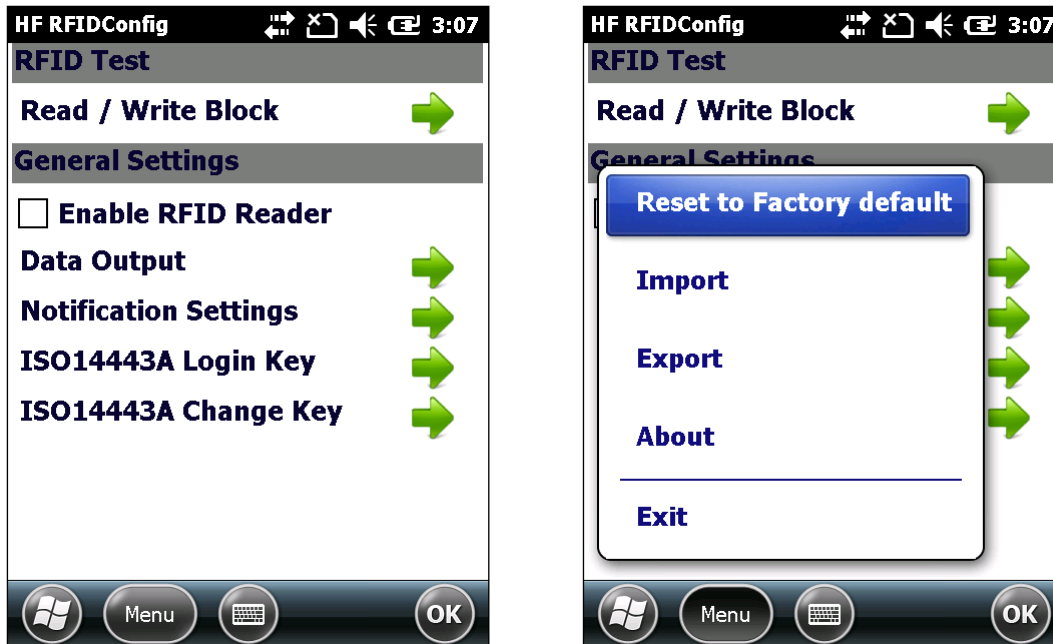 HF RFIDConfig 3:07
RFID Test
Read / Write Block
General Settings
Enable RFID Reader
Data Output
Notification Settings
ISO14443A Login Key
ISO14443A Change Key
Menu OK
HF RFIDConfig 3:07
RFID Test
Read / Write Block
General Settings
Reset to Factory default
Import
Export
About
Exit
Menu OK